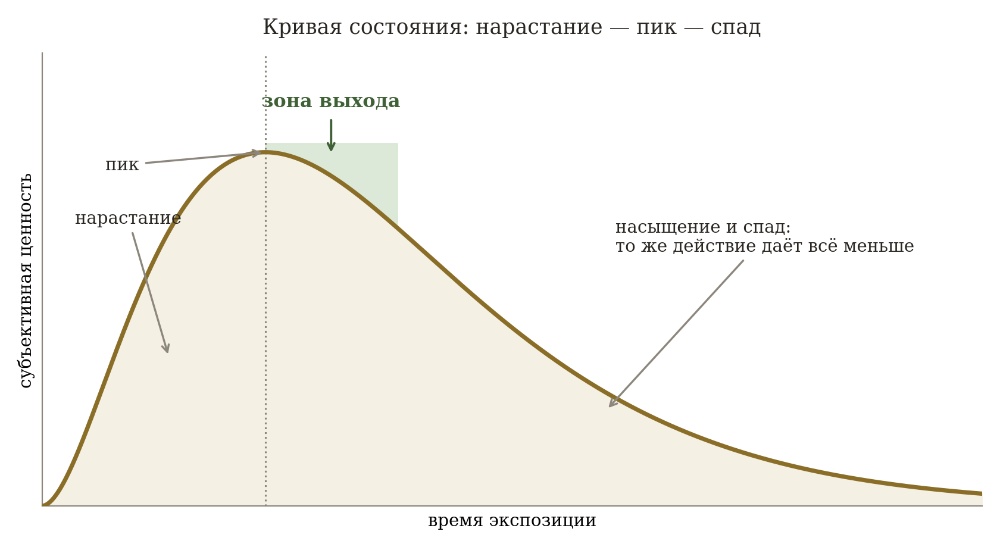 Кривая состояния: нарастание — пик — спад
зона выхода
пик
нарастание
насыщение и спад:
то же действие даёт всё меньше
субъективная ценность
время экспозиции